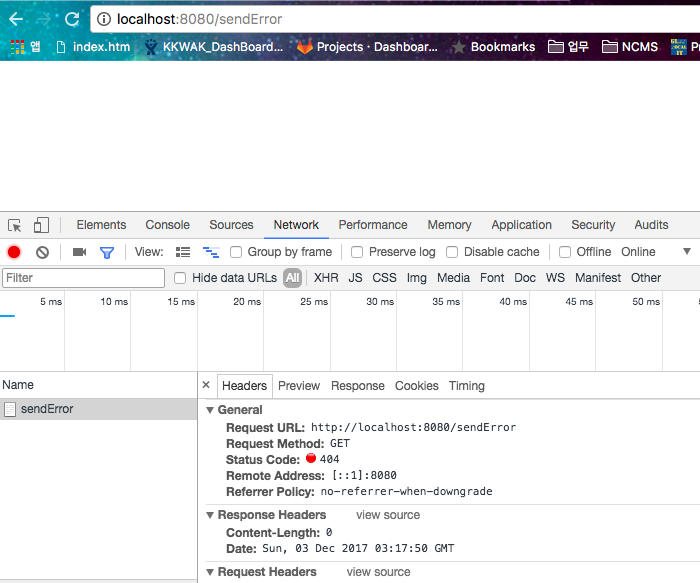 localhost:8080/sendError
앱 index.htm KKWAK_DashBoard... Projects · Dashboar... Bookmarks 업무 NCMS
Elements Console Sources Network Performance Memory Application Security Audits
View: Group by frame Preserve log Disable cache Offline Online
Filter Hide data URLs All XHR JS CSS Img Media Font Doc WS Manifest Other
5 ms 10 ms 15 ms 20 ms 25 ms 30 ms 35 ms 40 ms 45 ms 50 ms
Name × Headers Preview Response Cookies Timing
sendError
General
Request URL: http://localhost:8080/sendError
Request Method: GET
Status Code: 404
Remote Address: [::1]:8080
Referrer Policy: no-referrer-when-downgrade
Response Headers view source
Content-Length: 0
Date: Sun, 03 Dec 2017 03:17:50 GMT
Request Headers view source